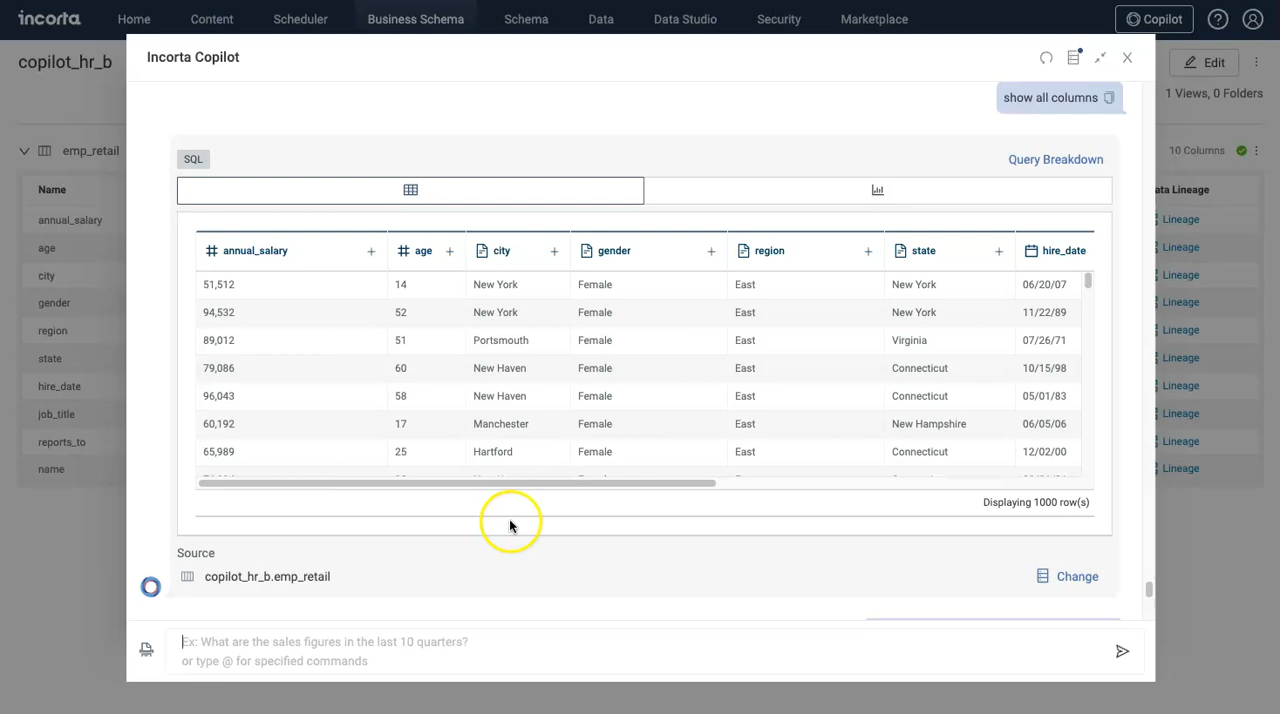 incorta Home Content Scheduler Business Schema Schema Data Data Studio Security Marketplace Copilot
copilot_hr_b
Edit
1 Views, 0 Folders
emp_retail
10 Columns
Name
Lineage
annual_salary
Lineage
age
Lineage
city
Lineage
gender
Lineage
region
Lineage
state
Lineage
hire_date
Lineage
job_title
Lineage
reports_to
Lineage
name
Lineage
Incorta Copilot
show all columns
SQL
Query Breakdown
annual_salary age city gender region state hire_date
51,512 14 New York Female East New York 06/20/07
94,532 52 New York Female East New York 11/22/89
89,012 51 Portsmouth Female East Virginia 07/26/71
79,086 60 New Haven Female East Connecticut 10/15/98
96,043 58 New Haven Female East Connecticut 05/01/83
60,192 17 Manchester Female East New Hampshire 06/05/06
65,989 25 Hartford Female East Connecticut 12/02/00
Displaying 1000 row(s)
Source
copilot_hr_b.emp_retail
Change
Ex: What are the sales figures in the last 10 quarters?
or type @ for specified commands